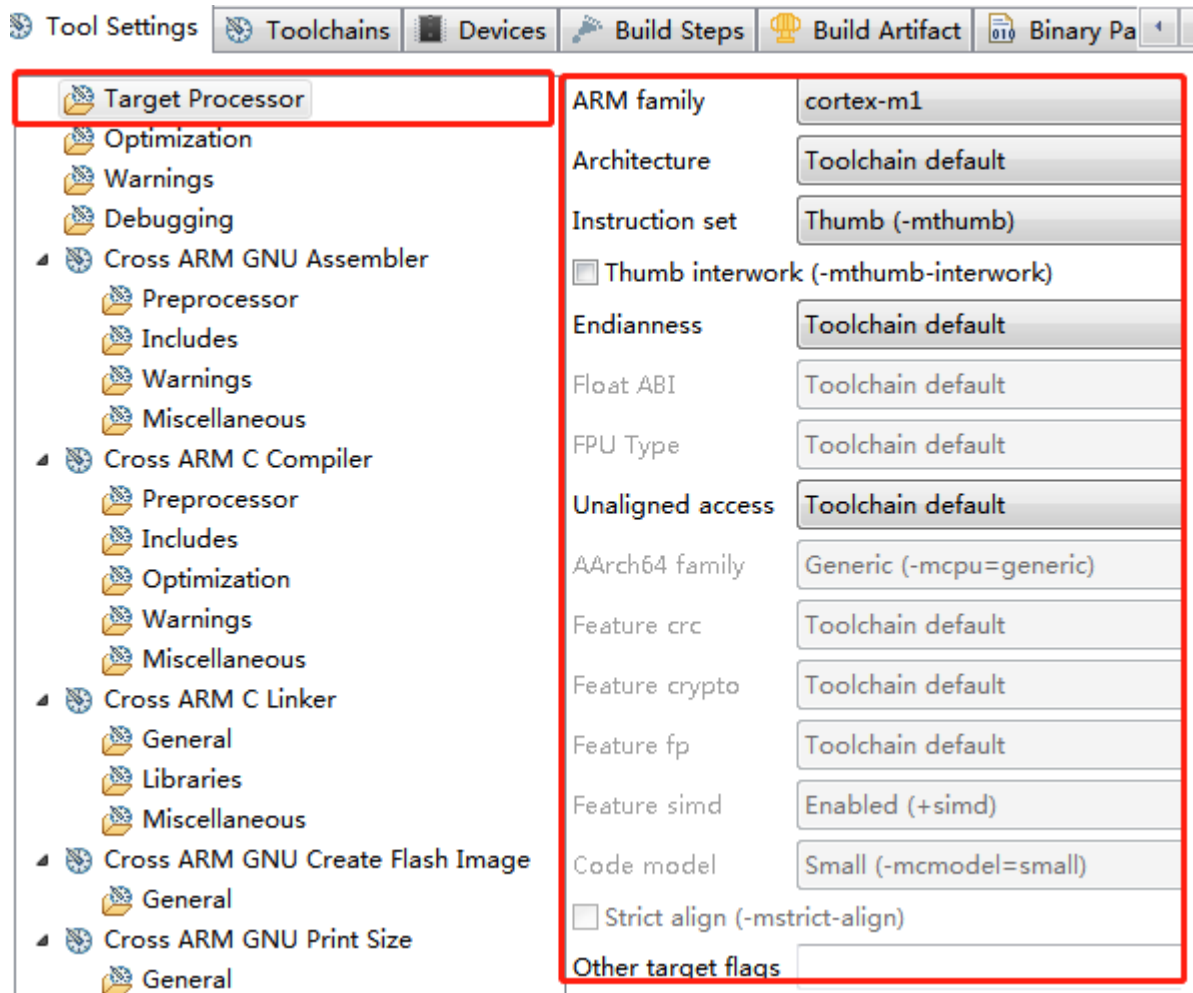 Tool Settings Toolchains Devices Build Steps Build Artifact Binary Pa
Target Processor
Optimization
Warnings
Debugging
Cross ARM GNU Assembler
Preprocessor
Includes
Warnings
Miscellaneous
Cross ARM C Compiler
Preprocessor
Includes
Optimization
Warnings
Miscellaneous
Cross ARM C Linker
General
Libraries
Miscellaneous
Cross ARM GNU Create Flash Image
General
Cross ARM GNU Print Size
General
ARM family cortex-m1
Architecture Toolchain default
Instruction set Thumb (-mthumb)
Thumb interwork (-mthumb-interwork)
Endianness Toolchain default
Float ABI Toolchain default
FPU Type Toolchain default
Unaligned access Toolchain default
AArch64 family Generic (-mcpu=generic)
Feature crc Toolchain default
Feature crypto Toolchain default
Feature fp Toolchain default
Feature simd Enabled (+simd)
Code model Small (-mcmodel=small)
Strict align (-mstrict-align)
Other target flags